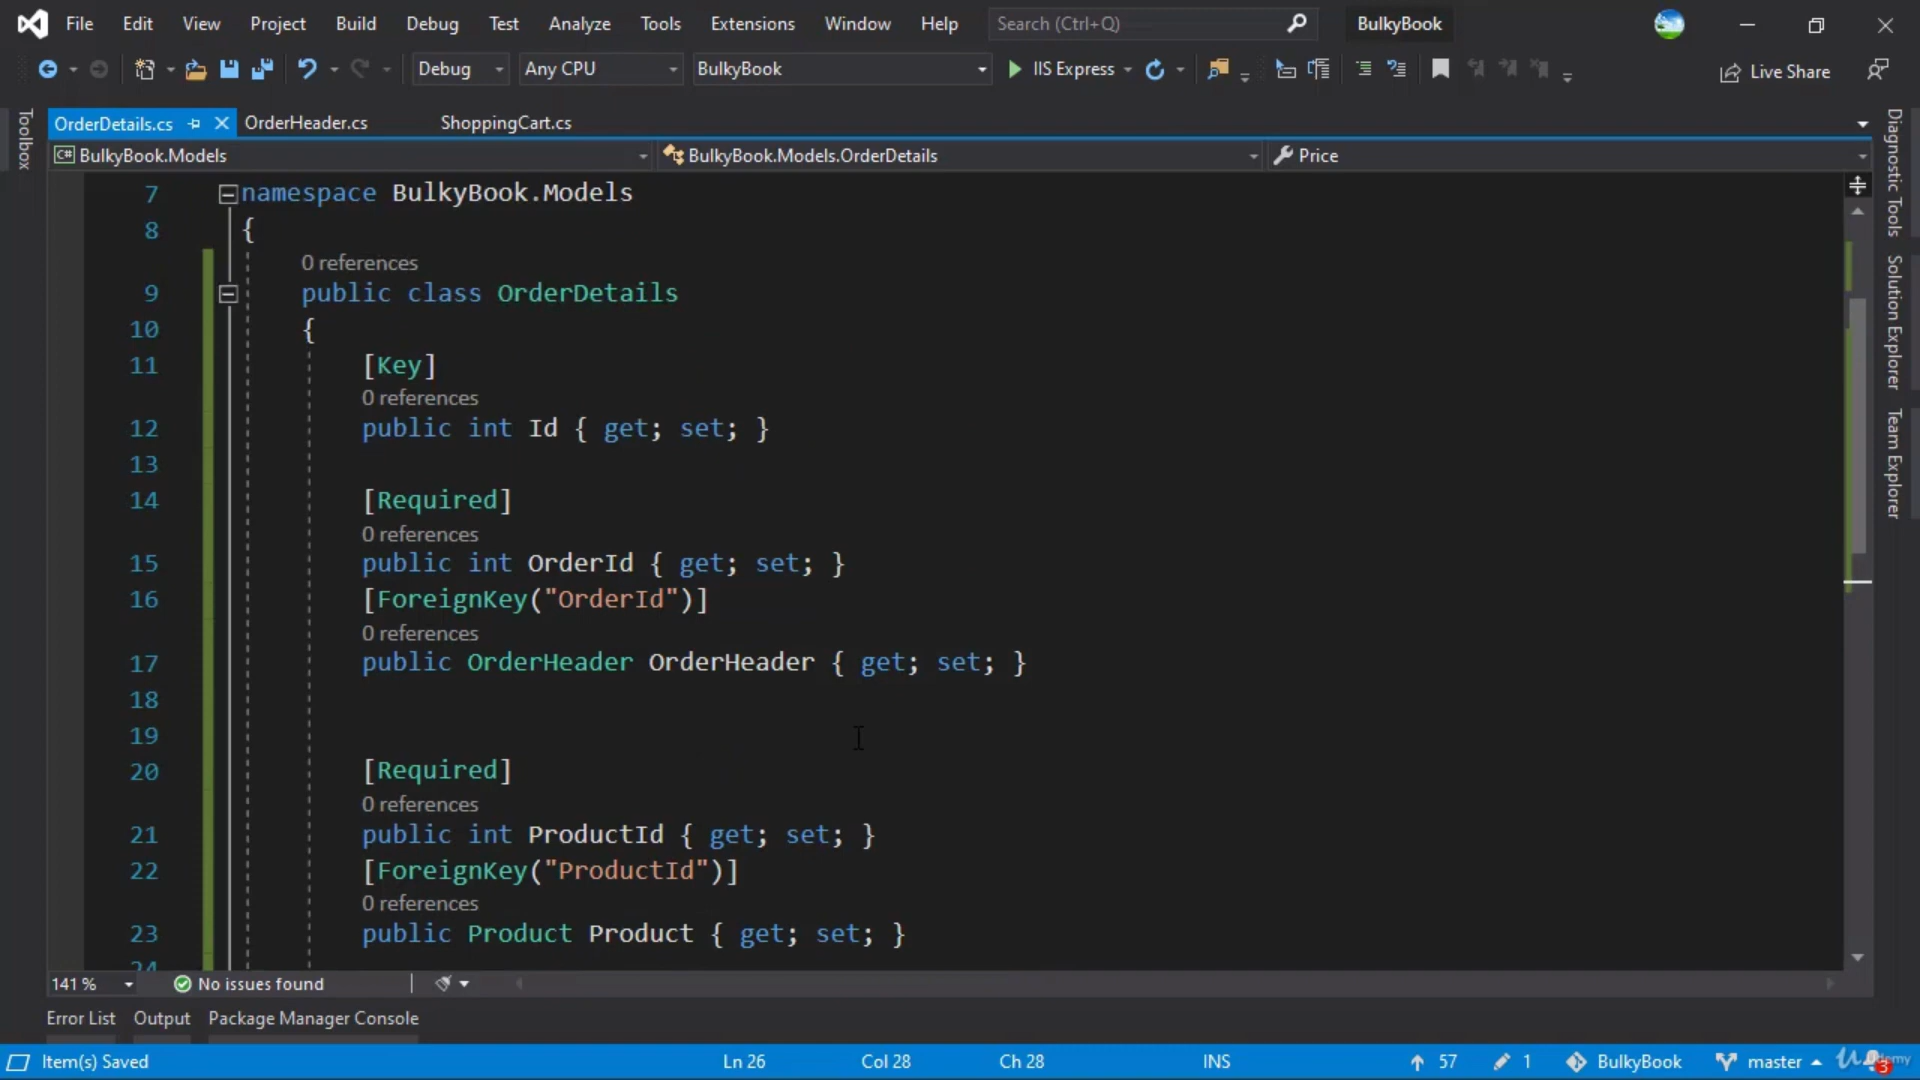 File Edit View Project Build Debug Test Analyze Tools Extensions Window Help Search (Ctrl+Q) BulkyBook
Debug Any CPU BulkyBook IIS Express Live Share
OrderDetails.cs OrderHeader.cs ShoppingCart.cs
BulkyBook.Models BulkyBook.Models.OrderDetails Price
Toolbox
7 namespace BulkyBook.Models
8 {
0 references
9 public class OrderDetails
10 {
11 [Key]
0 references
12 public int Id { get; set; }
13
14 [Required]
0 references
15 public int OrderId { get; set; }
16 [ForeignKey("OrderId")]
0 references
17 public OrderHeader OrderHeader { get; set; }
18
19
20 [Required]
0 references
21 public int ProductId { get; set; }
22 [ForeignKey("ProductId")]
0 references
23 public Product Product { get; set; }
24
Diagnostic Tools
Solution Explorer
Team Explorer
141 % No issues found
Error List Output Package Manager Console
Item(s) Saved Ln 26 Col 28 Ch 28 INS 57 1 BulkyBook master 3